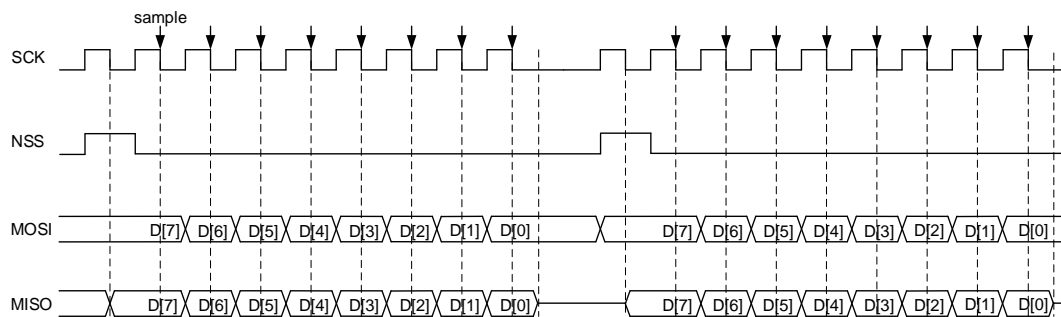 sample
SCK
NSS
MOSI D[7] D[6] D[5] D[4] D[3] D[2] D[1] D[0] D[7] D[6] D[5] D[4] D[3] D[2] D[1] D[0]
MISO D[7] D[6] D[5] D[4] D[3] D[2] D[1] D[0] D[7] D[6] D[5] D[4] D[3] D[2] D[1] D[0]